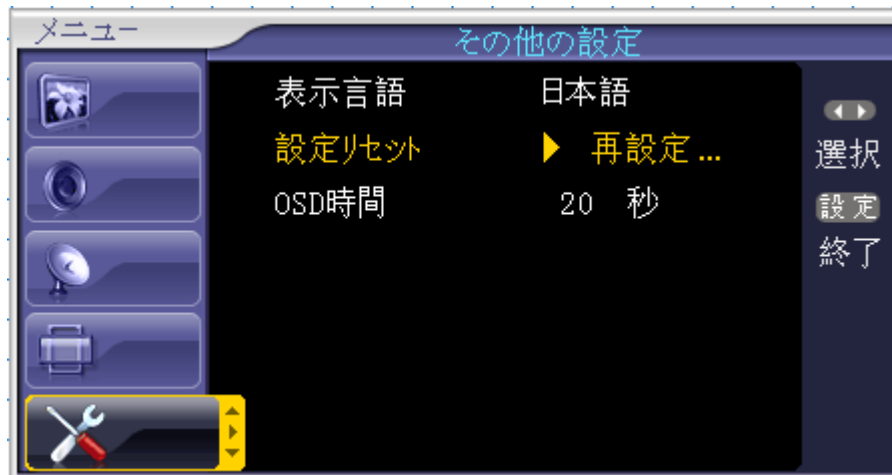 メニュー
その他の設定
表示言語 日本語
設定リセット 再設定...
OSD時間 20 秒
選択
設定
終了